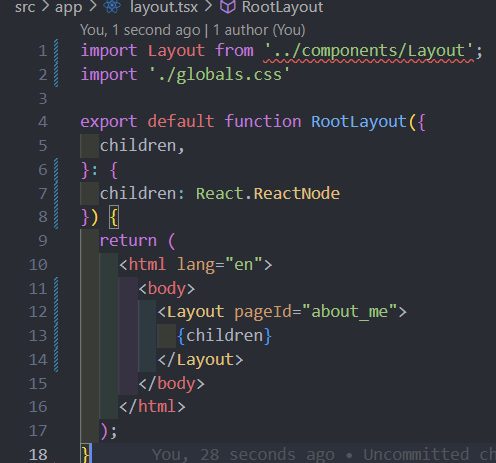 src > app > layout.tsx > RootLayout
You, 1 second ago | 1 author (You)
1 import Layout from '../components/Layout';
2 import './globals.css'
3
4 export default function RootLayout({
5   children,
6 }: {
7   children: React.ReactNode
8 }) {
9   return (
10     <html lang="en">
11       <body>
12         <Layout pageId="about_me">
13           {children}
14         </Layout>
15       </body>
16     </html>
17   );
18 } You, 28 seconds ago • Uncommitted ch